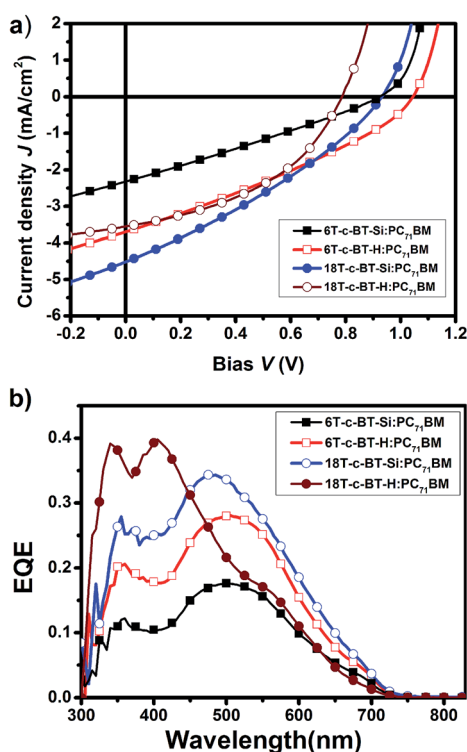 a)
Current density J (mA/cm²)
2
1
0
-1
-2
-3
-4
-5
-6
6T-c-BT-Si:PC₇₁BM
6T-c-BT-H:PC₇₁BM
18T-c-BT-Si:PC₇₁BM
18T-c-BT-H:PC₇₁BM
-0.2 0.0 0.2 0.4 0.6 0.8 1.0 1.2
Bias V (V)
b)
EQE
0.4
0.3
0.2
0.1
0.0
6T-c-BT-Si:PC₇₁BM
6T-c-BT-H:PC₇₁BM
18T-c-BT-Si:PC₇₁BM
18T-c-BT-H:PC₇₁BM
300 400 500 600 700 800
Wavelength(nm)